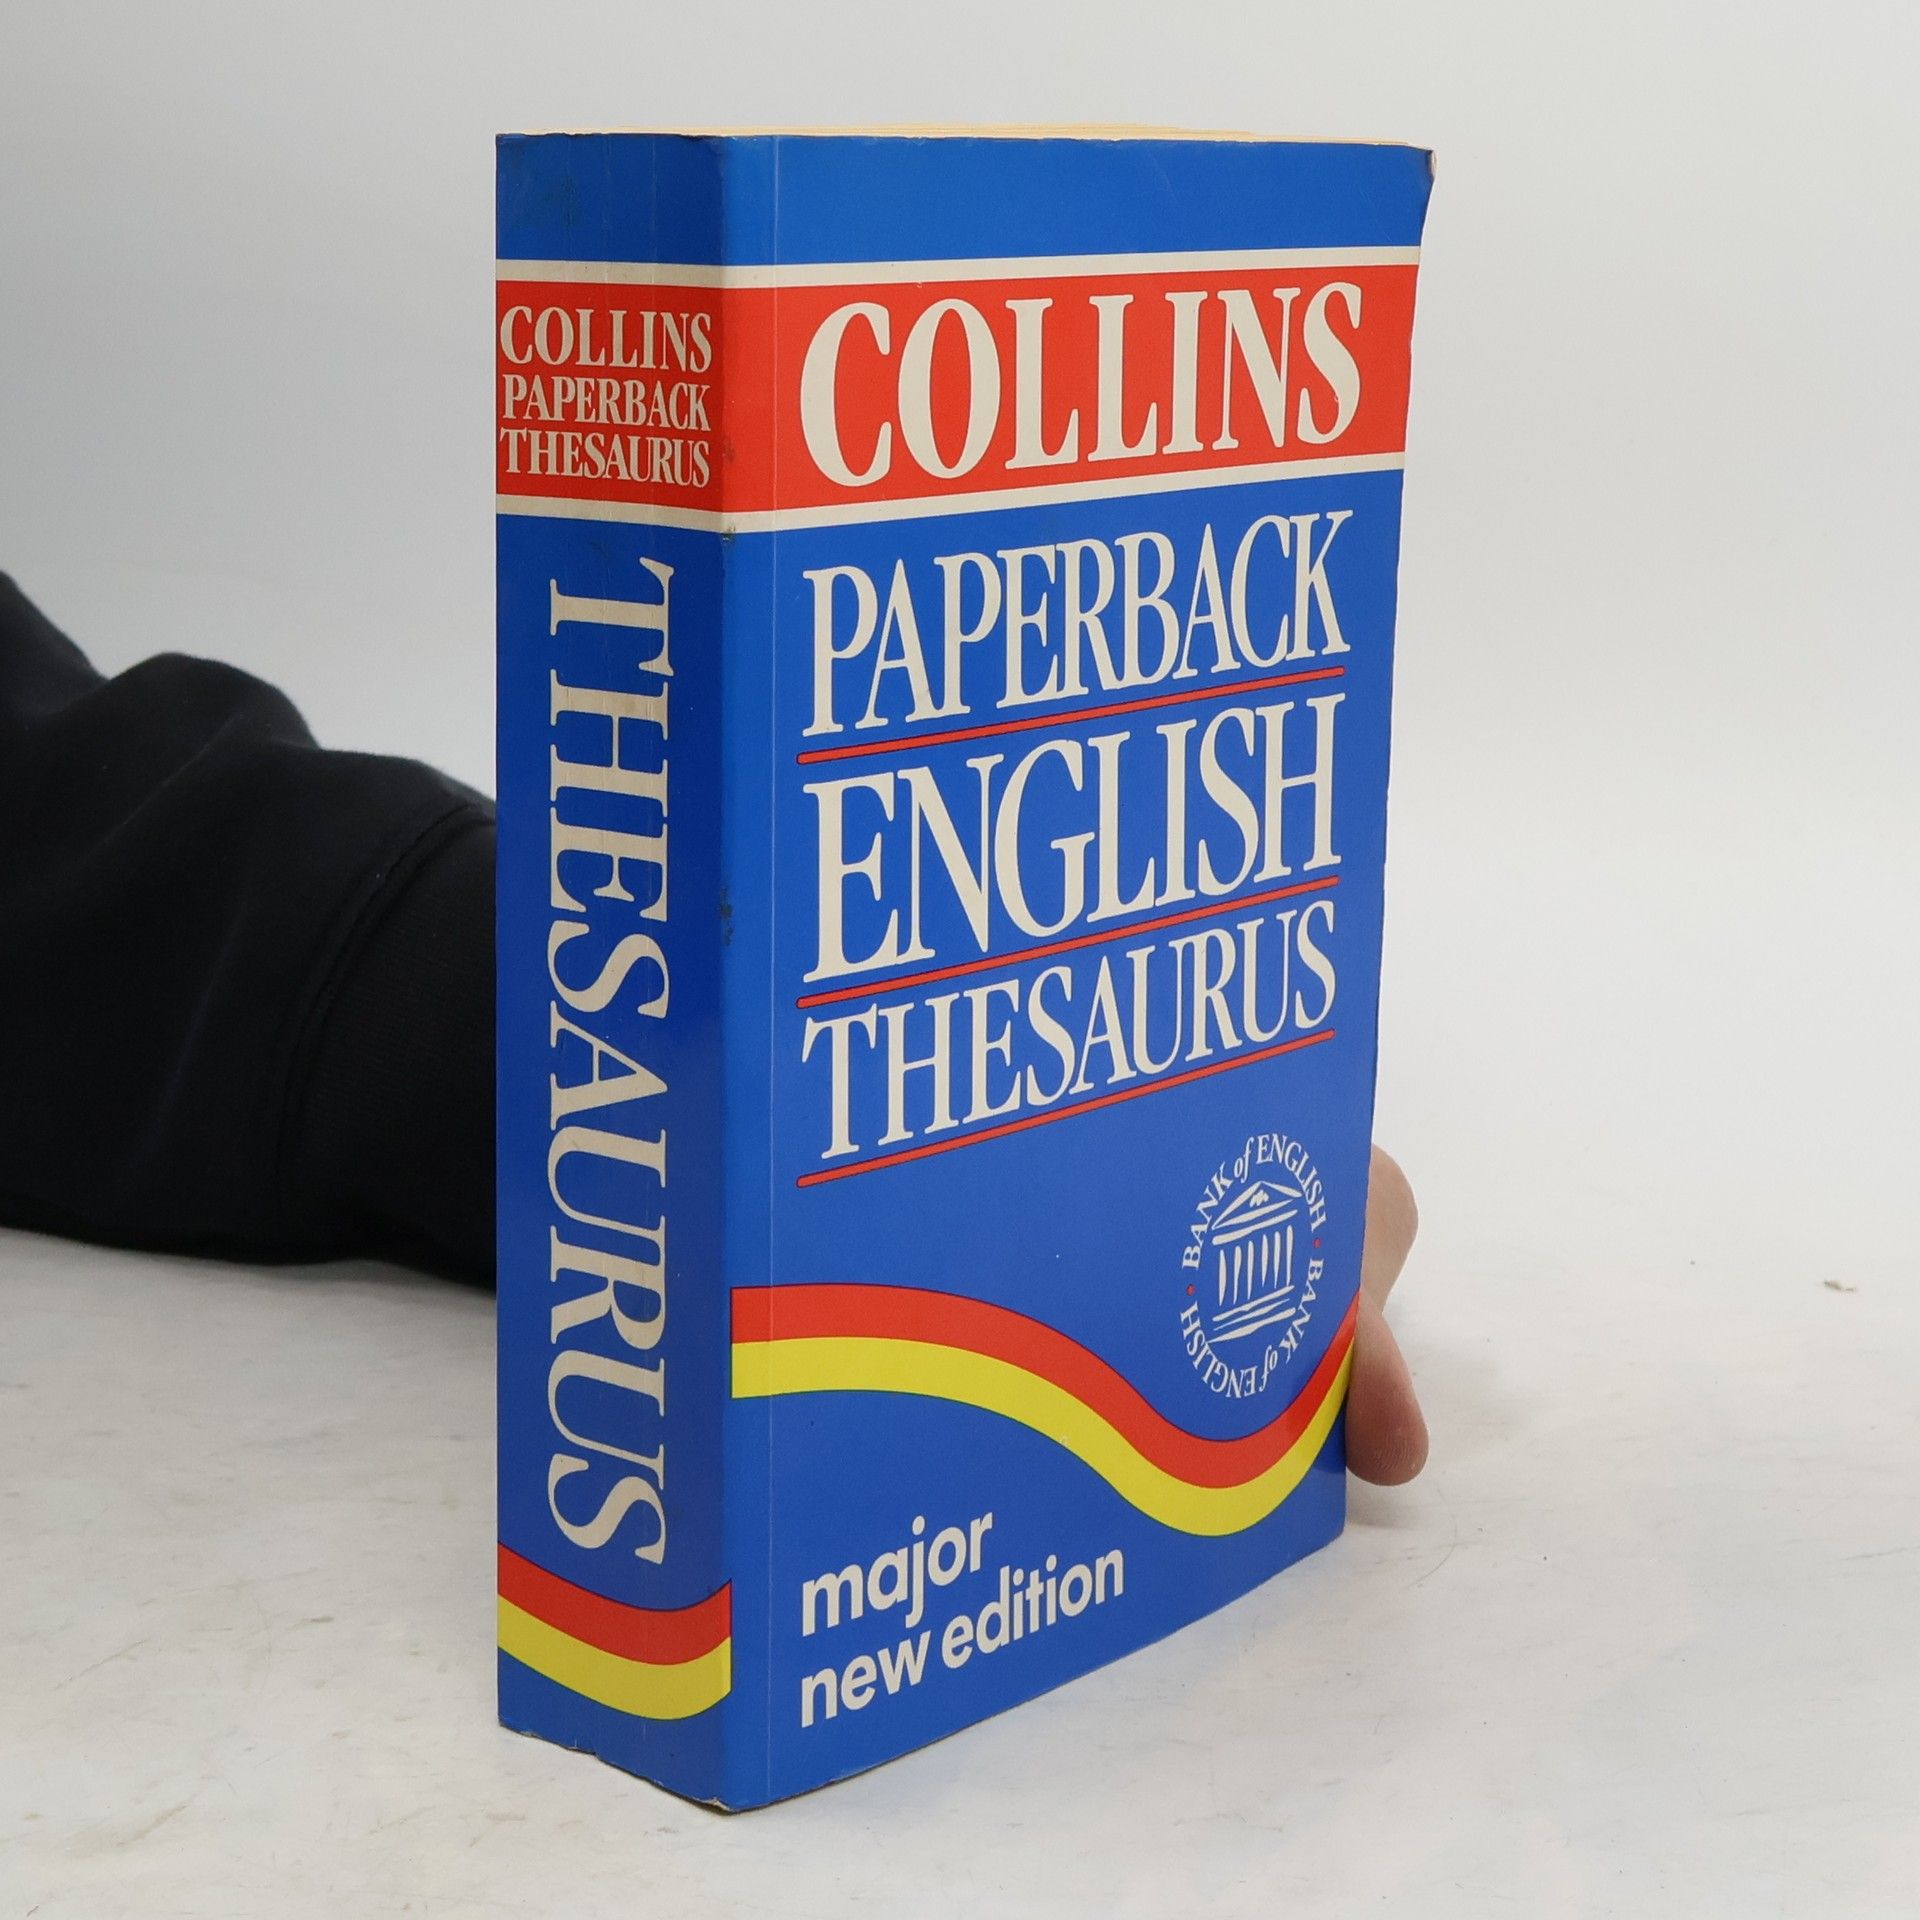 COLLINS
PAPERBACK
THESAURUS
THESAURUS
COLLINS
PAPERBACK
ENGLISH
THESAURUS
BANK of ENGLISH • BANK of ENGLISH •
major
new edition